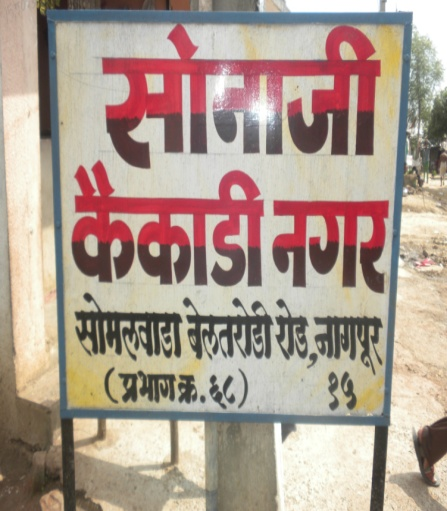 सोनाजी
कैकाडी नगर
सोमलवाडा बेलतरोडी रोड, नागपूर
(प्रभाग क्र. ६८) १५